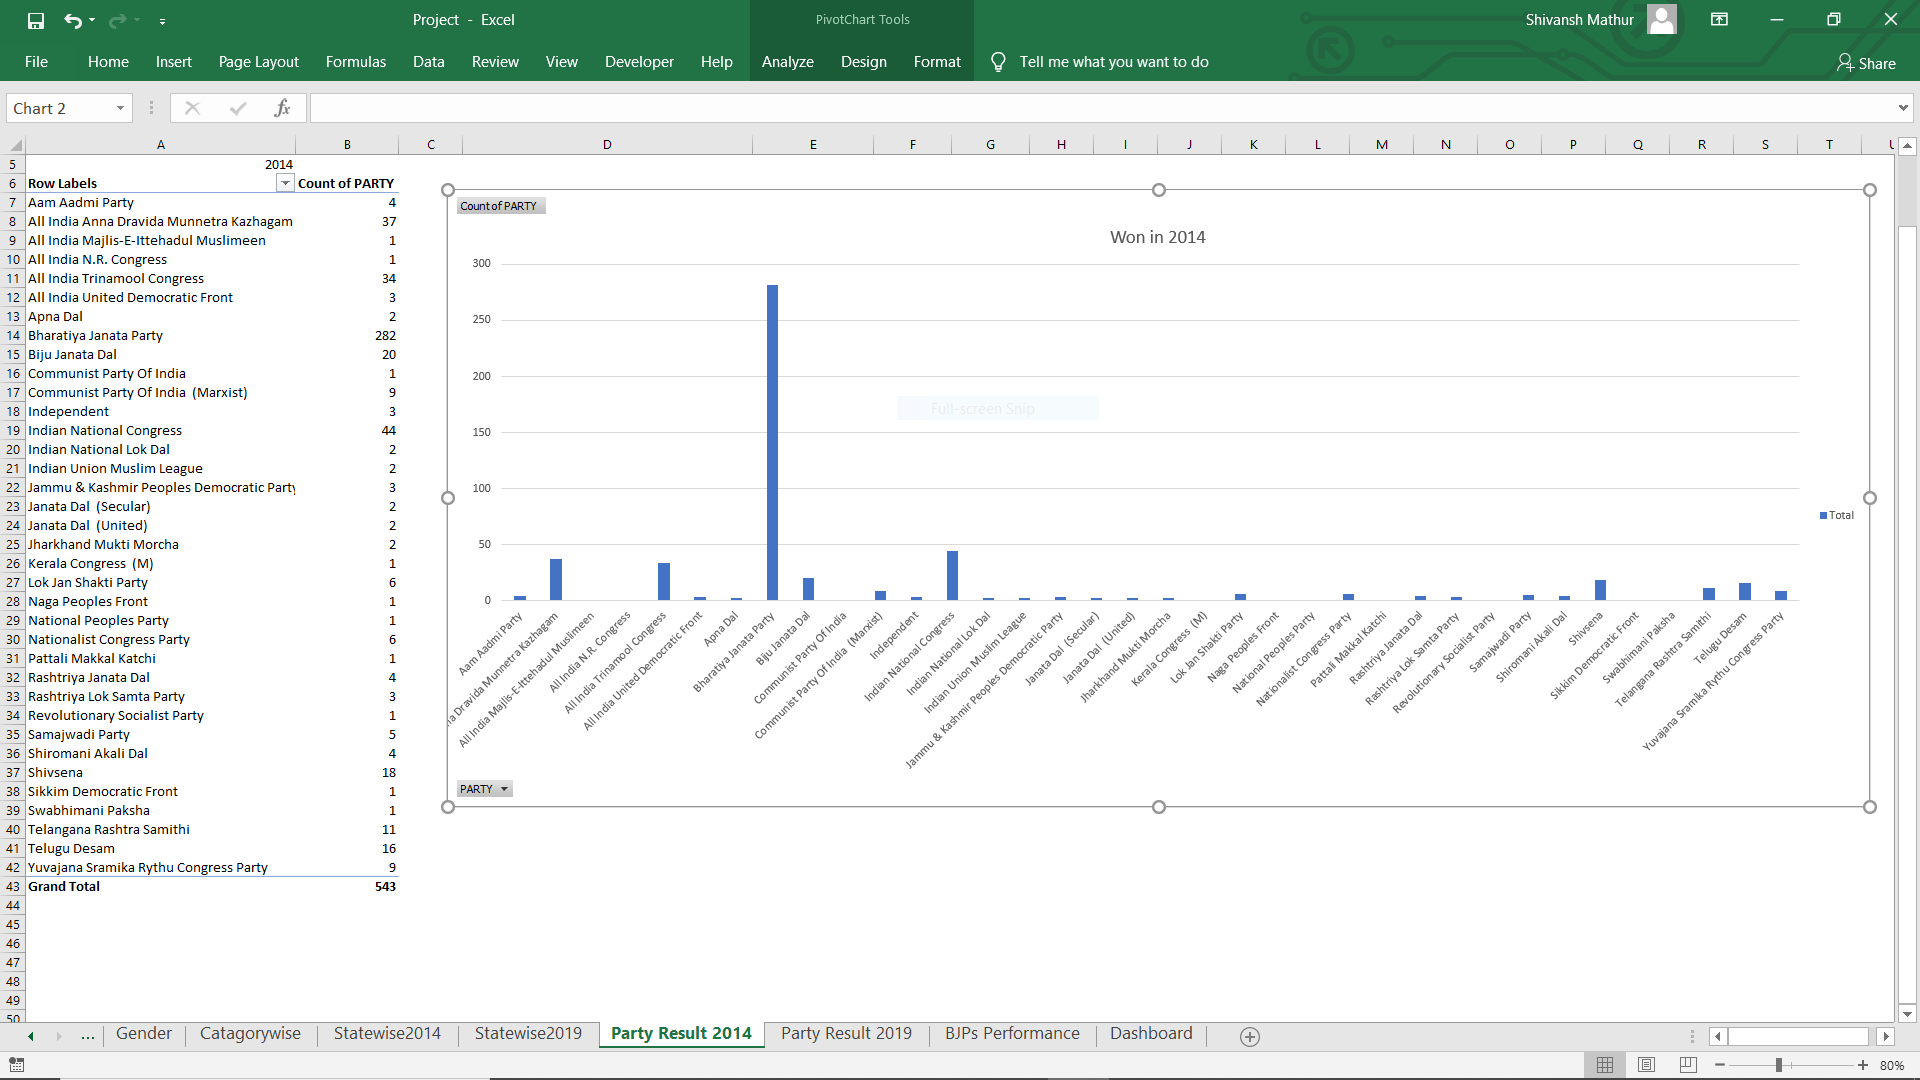 Project - Excel
PivotChart Tools
Shivansh Mathur
File Home Insert Page Layout Formulas Data Review View Developer Help Analyze Design Format Tell me what you want to do Share
Chart 2 fx
A B C D E F G H I J K L M N O P Q R S T U
5 2014
6 Row Labels Count of PARTY
7 Aam Aadmi Party 4
8 All India Anna Dravida Munnetra Kazhagam 37
9 All India Majlis-E-Ittehadul Muslimeen 1
10 All India N.R. Congress 1
11 All India Trinamool Congress 34
12 All India United Democratic Front 3
13 Apna Dal 2
14 Bharatiya Janata Party 282
15 Biju Janata Dal 20
16 Communist Party Of India 1
17 Communist Party Of India (Marxist) 9
18 Independent 3
19 Indian National Congress 44
20 Indian National Lok Dal 2
21 Indian Union Muslim League 2
22 Jammu & Kashmir Peoples Democratic Party 3
23 Janata Dal (Secular) 2
24 Janata Dal (United) 2
25 Jharkhand Mukti Morcha 2
26 Kerala Congress (M) 1
27 Lok Jan Shakti Party 6
28 Naga Peoples Front 1
29 National Peoples Party 1
30 Nationalist Congress Party 6
31 Pattali Makkal Katchi 1
32 Rashtriya Janata Dal 4
33 Rashtriya Lok Samta Party 3
34 Revolutionary Socialist Party 1
35 Samajwadi Party 5
36 Shiromani Akali Dal 4
37 Shivsena 18
38 Sikkim Democratic Front 1
39 Swabhimani Paksha 1
40 Telangana Rashtra Samithi 11
41 Telugu Desam 16
42 Yuvajana Sramika Rythu Congress Party 9
43 Grand Total 543
44
45
46
47
48
49
50
Count of PARTY
Won in 2014
300
250
200
150
100
50
0
Full-screen Snip
Total
Aam Aadmi Party
na Dravida Munnetra Kazhagam
All India Majlis-E-Ittehadul Muslimeen
All India N.R. Congress
All India Trinamool Congress
All India United Democratic Front
Apna Dal
Bharatiya Janata Party
Biju Janata Dal
Communist Party Of India
Communist Party Of India (Marxist)
Independent
Indian National Congress
Indian National Lok Dal
Indian Union Muslim League
Jammu & Kashmir Peoples Democratic Party
Janata Dal (Secular)
Janata Dal (United)
Jharkhand Mukti Morcha
Kerala Congress (M)
Lok Jan Shakti Party
Naga Peoples Front
National Peoples Party
Nationalist Congress Party
Pattali Makkal Katchi
Rashtriya Janata Dal
Rashtriya Lok Samta Party
Revolutionary Socialist Party
Samajwadi Party
Shiromani Akali Dal
Shivsena
Sikkim Democratic Front
Swabhimani Paksha
Telangana Rashtra Samithi
Telugu Desam
Yuvajana Sramika Rythu Congress Party
PARTY
... Gender Catagorywise Statewise2014 Statewise2019 Party Result 2014 Party Result 2019 BJPs Performance Dashboard
80%